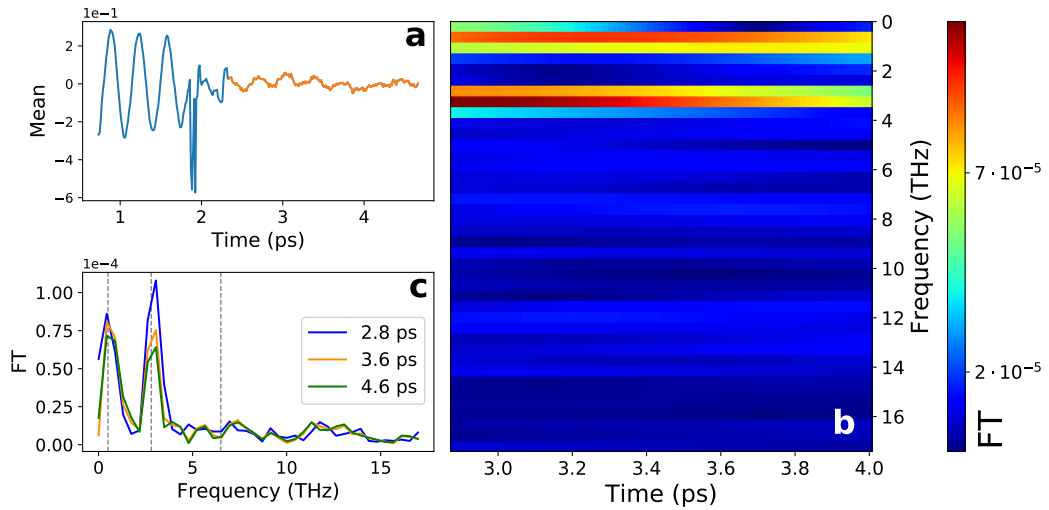 1e−1
a
2
0
−2
−4
−6
Mean
1 2 3 4
Time (ps)
1e−4
c
1.00
0.75
0.50
0.25
0.00
FT
2.8 ps
3.6 ps
4.6 ps
0 5 10 15
Frequency (THz)
b
0
2
4
6
8
10
12
14
16
Frequency (THz)
3.0 3.2 3.4 3.6 3.8 4.0
Time (ps)
7·10⁻⁵
2·10⁻⁵
FT